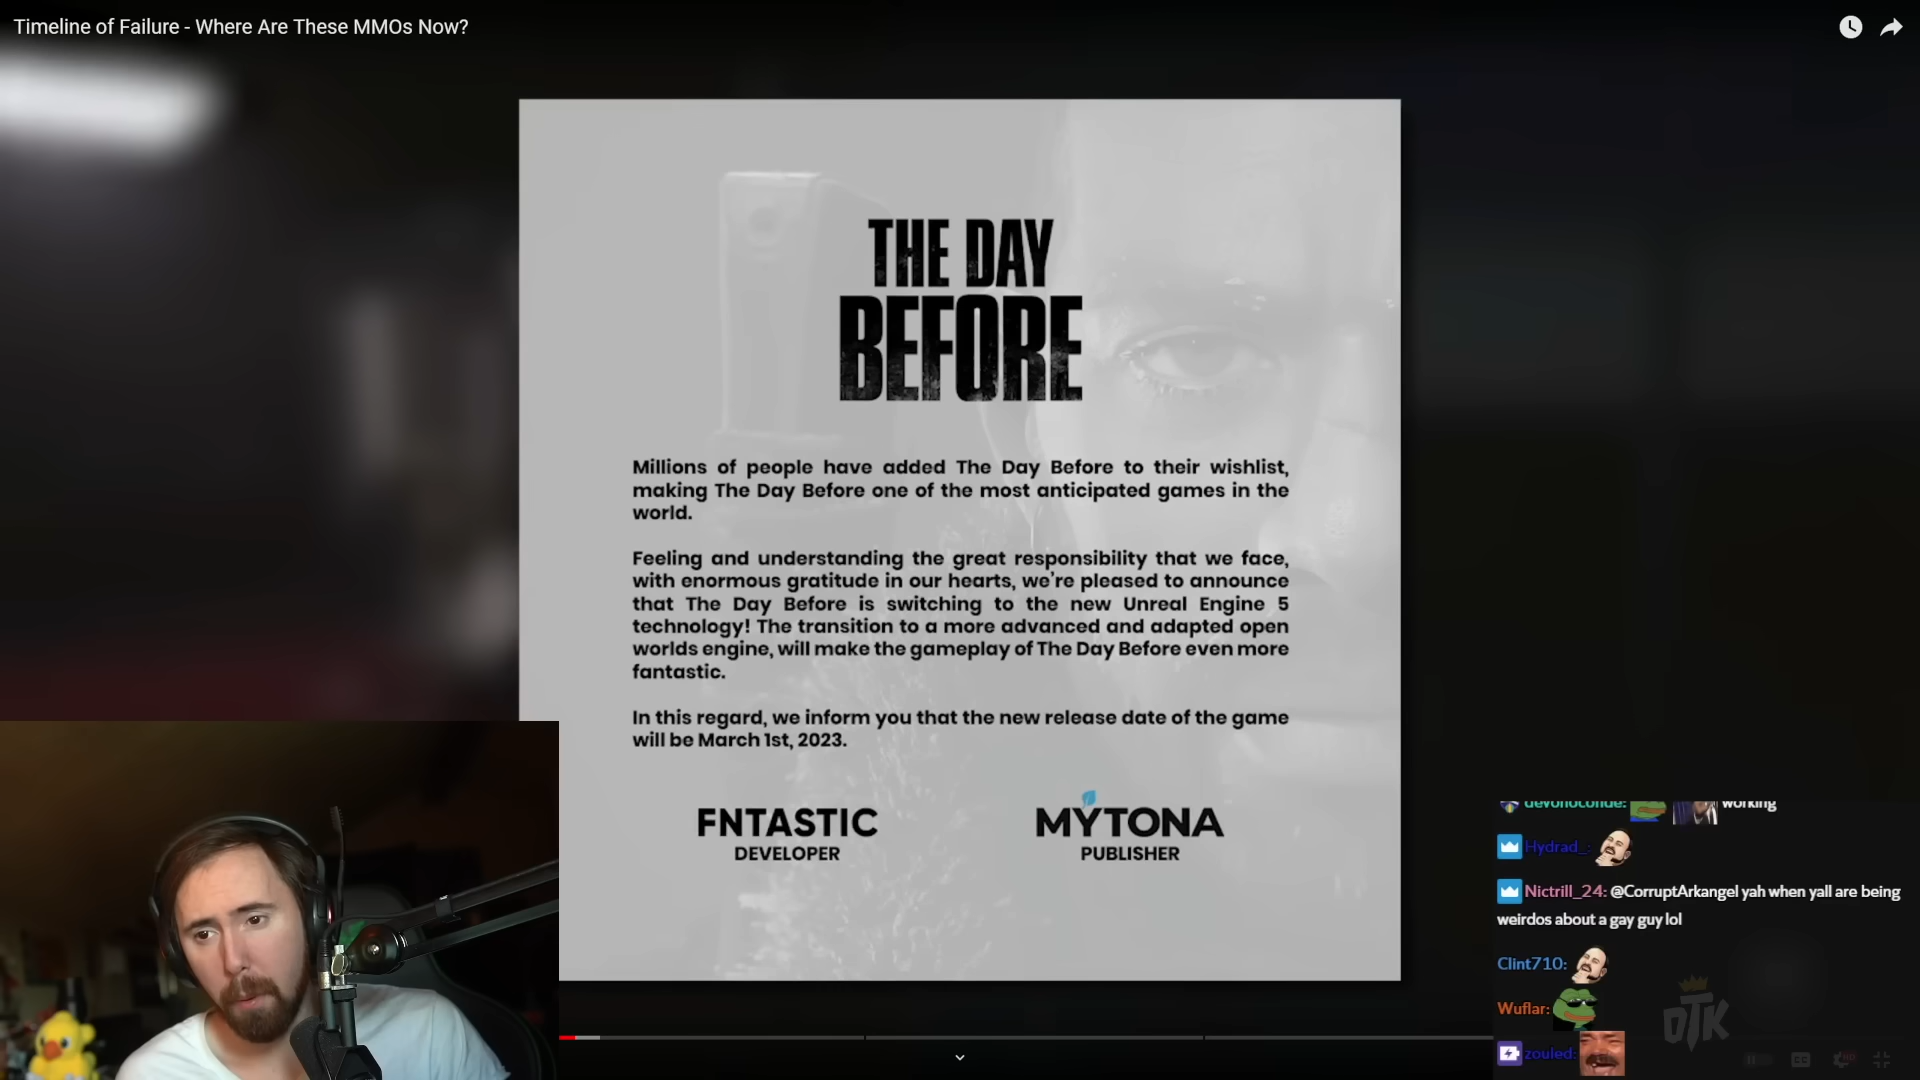 Timeline of Failure - Where Are These MMOs Now?
THE DAY
BEFORE
Millions of people have added The Day Before to their wishlist,
making The Day Before one of the most anticipated games in the
world.
Feeling and understanding the great responsibility that we face,
with enormous gratitude in our hearts, we're pleased to announce
that The Day Before is switching to the new Unreal Engine 5
technology! The transition to a more advanced and adapted open
worlds engine, will make the gameplay of The Day Before even more
fantastic.
In this regard, we inform you that the new release date of the game
will be March 1st, 2023.
FNTASTIC
DEVELOPER
MYTONA
PUBLISHER
devonoconde: working
Hydrad_:
Nictrill_24: @CorruptArkangel yah when yall are being
weirdos about a gay guy lol
Clint710:
Wuflar:
zouled:
OTK
CC